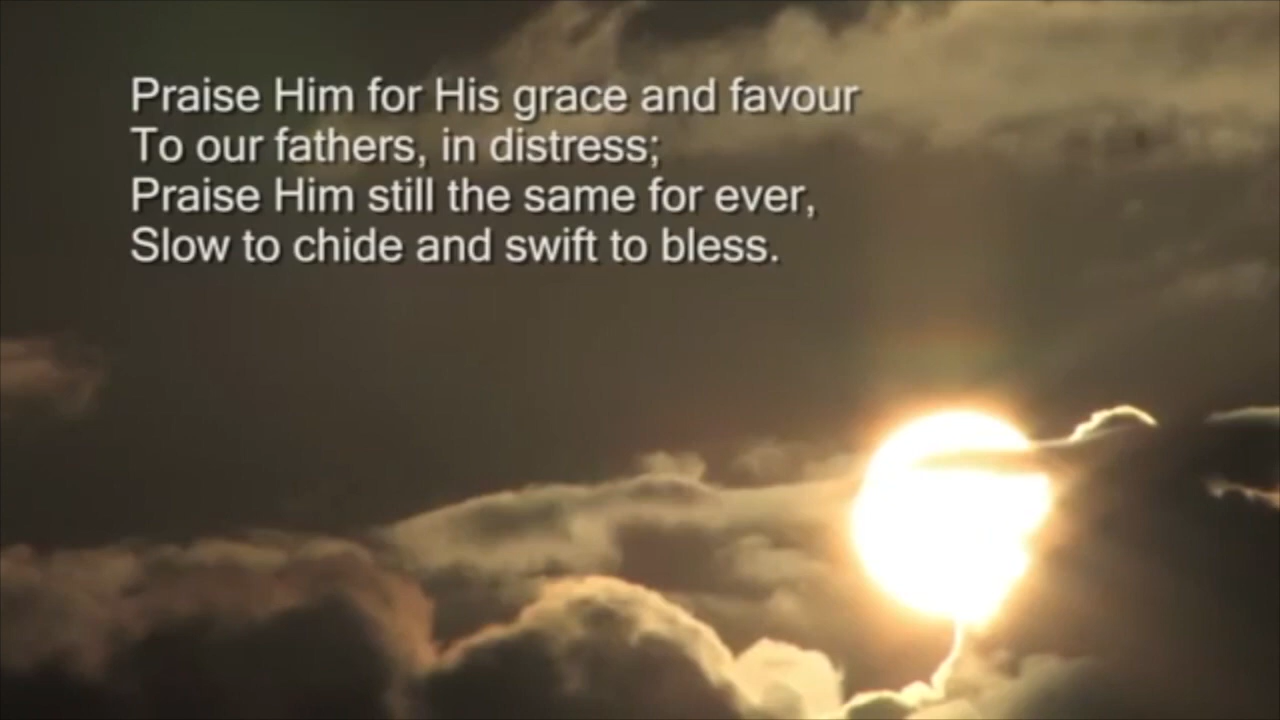 Praise Him for His grace and favour
To our fathers, in distress;
Praise Him still the same for ever,
Slow to chide and swift to bless.